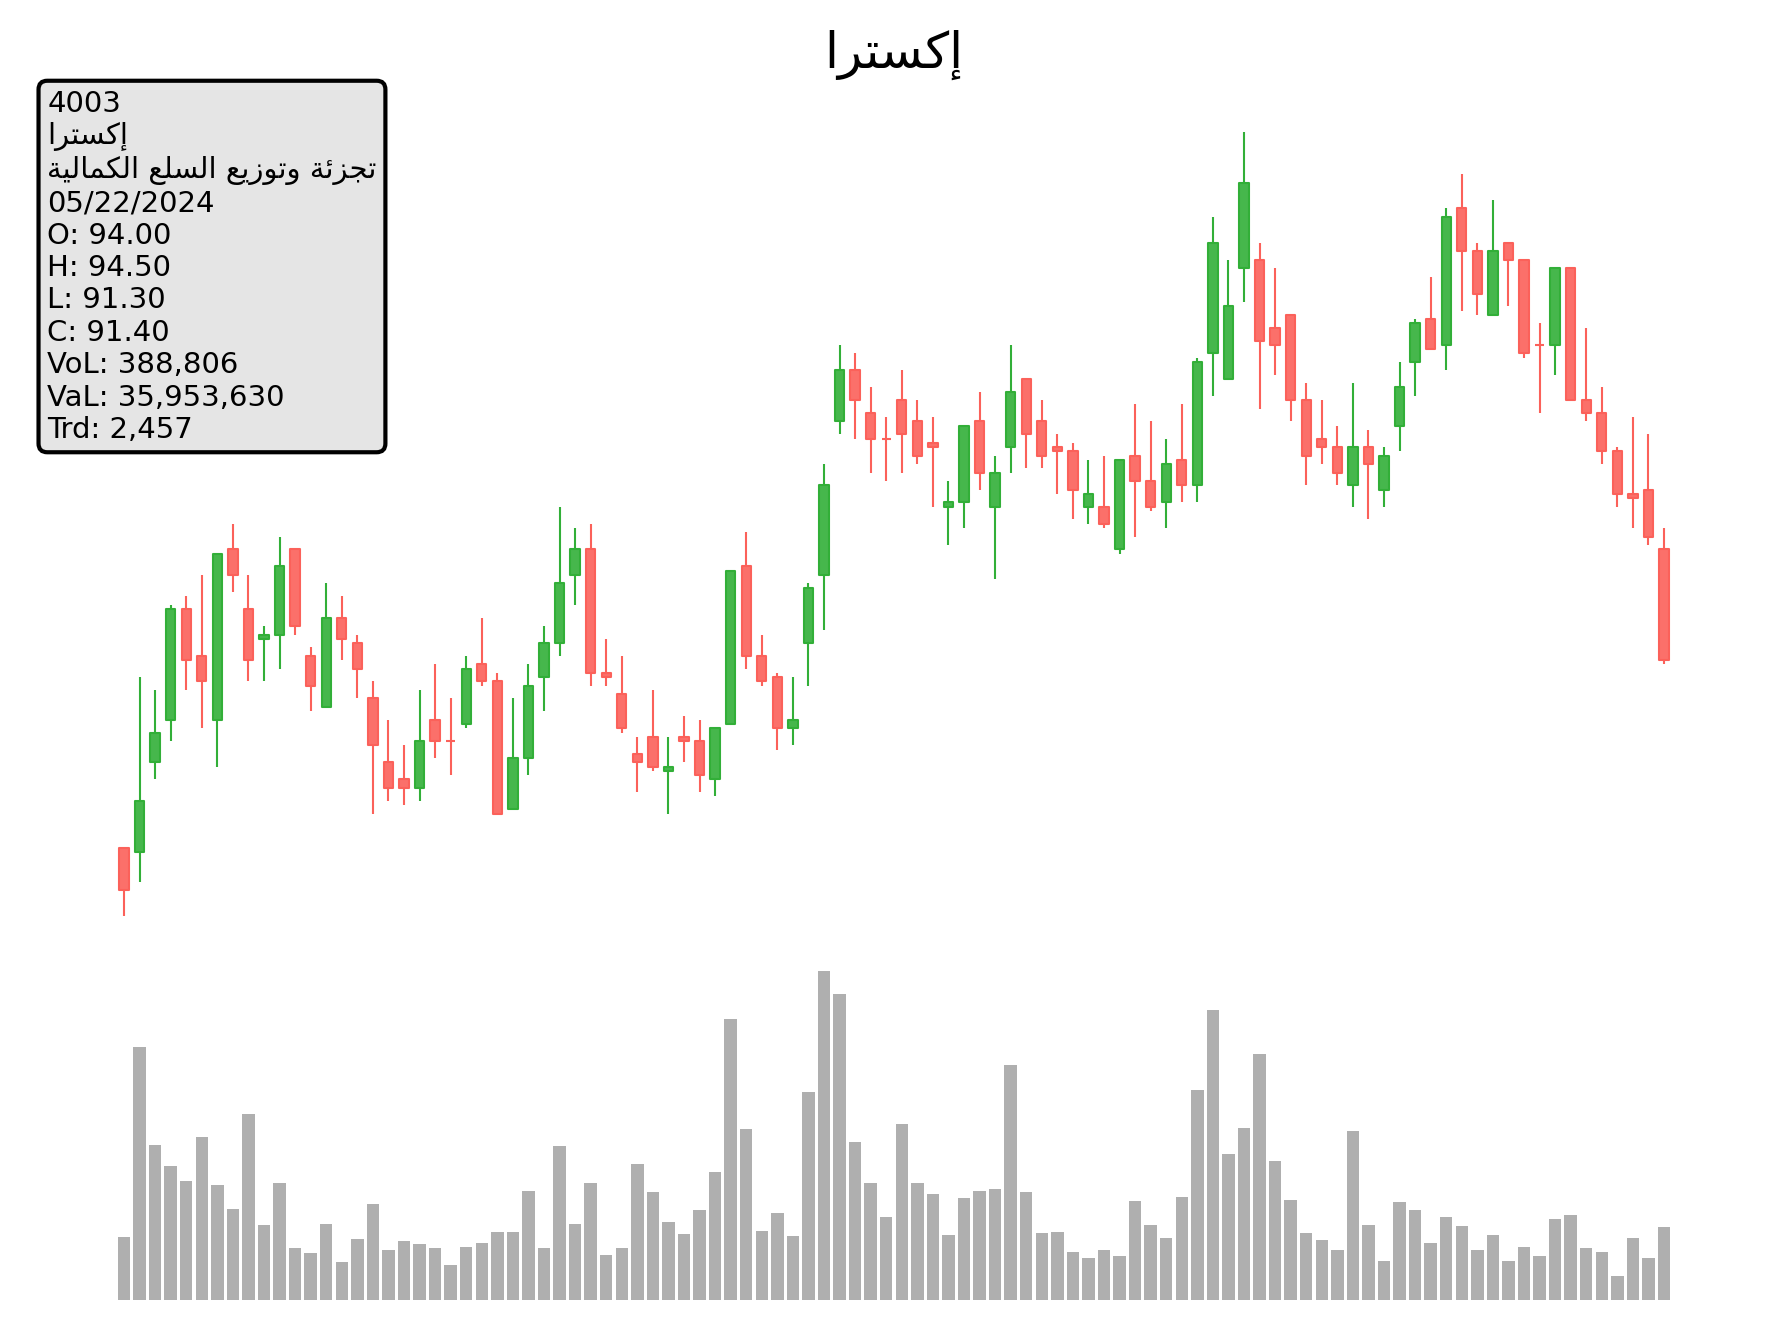 إكسترا
4003
إكسترا
تجزئة وتوزيع السلع الكمالية
05/22/2024
O: 94.00
H: 94.50
L: 91.30
C: 91.40
VoL: 388,806
VaL: 35,953,630
Trd: 2,457